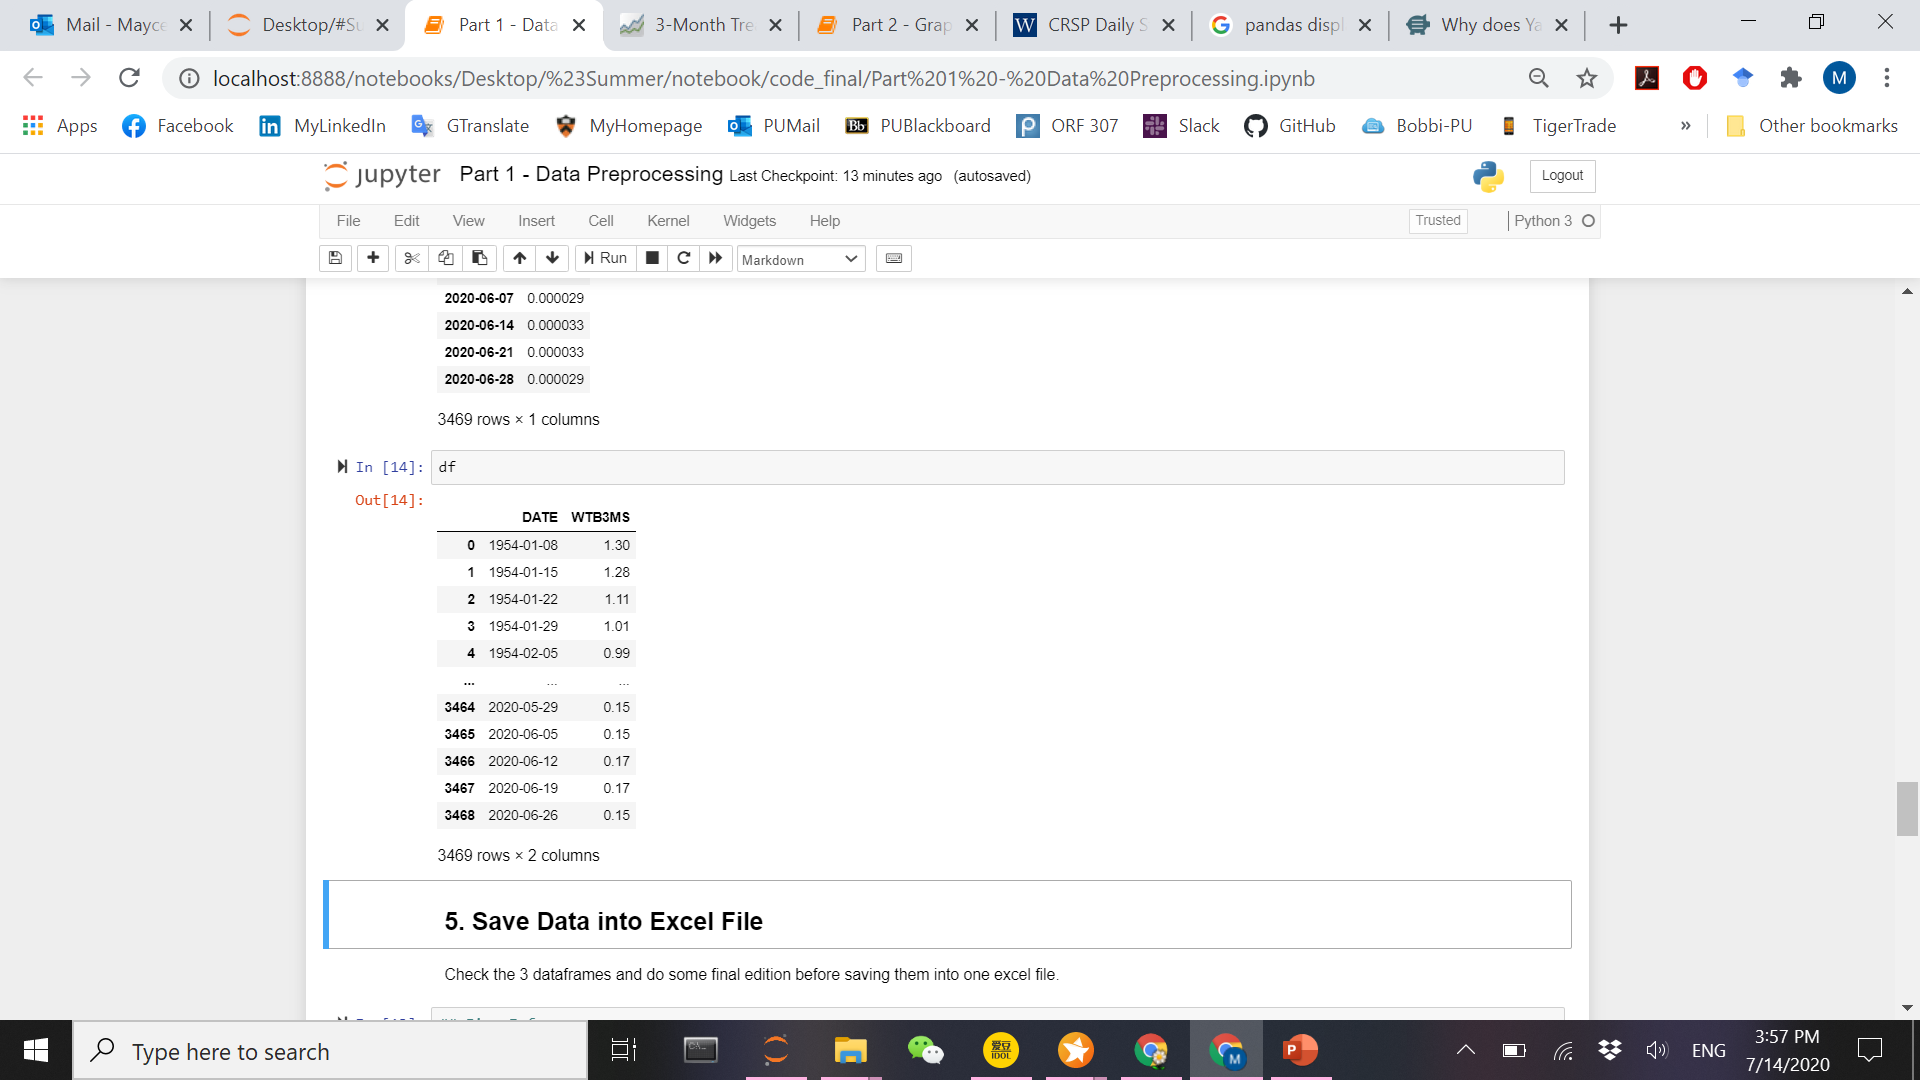 Mail - Mayce
Desktop/#Su
Part 1 - Data
3-Month Tre
Part 2 - Grap
CRSP Daily S
pandas displ
Why does Ya
localhost:8888/notebooks/Desktop/%23Summer/notebook/code_final/Part%201%20-%20Data%20Preprocessing.ipynb
M
Apps Facebook MyLinkedIn GTranslate MyHomepage PUMail PUBlackboard ORF 307 Slack GitHub Bobbi-PU TigerTrade » Other bookmarks
jupyter Part 1 - Data Preprocessing Last Checkpoint: 13 minutes ago (autosaved) Logout
File Edit View Insert Cell Kernel Widgets Help Trusted Python 3
Run Markdown
2020-06-07 0.000029
2020-06-14 0.000033
2020-06-21 0.000033
2020-06-28 0.000029
3469 rows × 1 columns
In [14]: df
Out[14]:
DATE WTB3MS
0 1954-01-08 1.30
1 1954-01-15 1.28
2 1954-01-22 1.11
3 1954-01-29 1.01
4 1954-02-05 0.99
... ... ...
3464 2020-05-29 0.15
3465 2020-06-05 0.15
3466 2020-06-12 0.17
3467 2020-06-19 0.17
3468 2020-06-26 0.15
3469 rows × 2 columns
5. Save Data into Excel File
Check the 3 dataframes and do some final edition before saving them into one excel file.
Type here to search
爱豆
IDOL
M
P
ENG
3:57 PM
7/14/2020